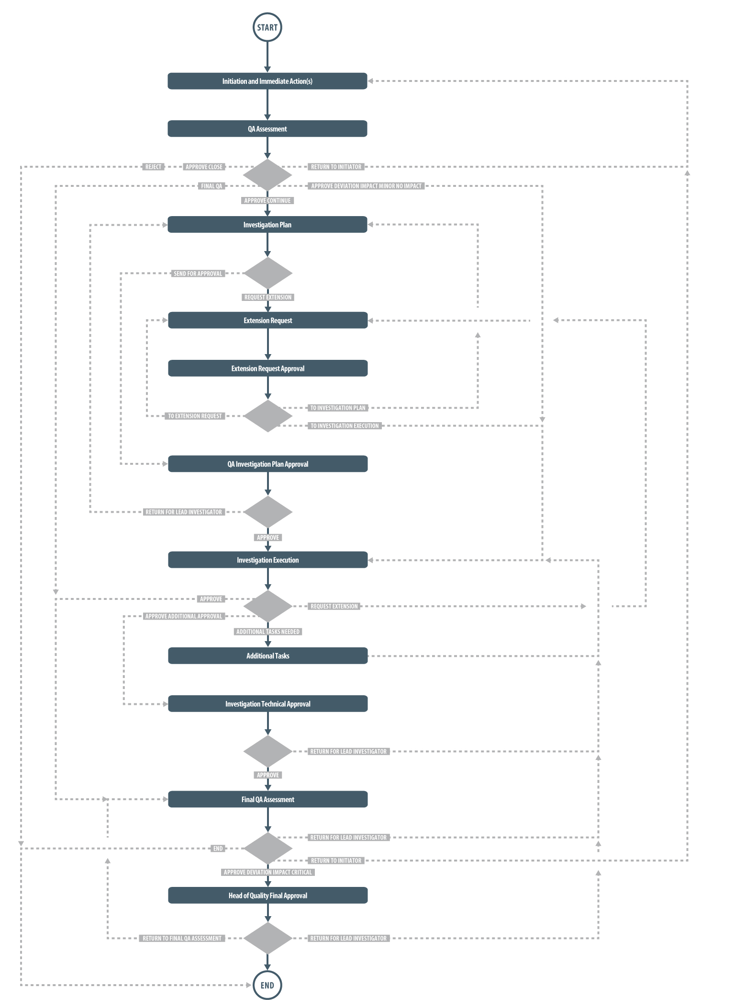 START
Initiation and Immediate Action(s)
QA Assessment
REJECT
APPROVE CLOSE
RETURN TO INITIATOR
FINAL QA
APPROVE DEVIATION IMPACT MINOR NO IMPACT
APPROVE CONTINUE
Investigation Plan
SEND FOR APPROVAL
REQUEST EXTENSION
Extension Request
Extension Request Approval
TO INVESTIGATION PLAN
TO EXTENSION REQUEST
TO INVESTIGATION EXECUTION
QA Investigation Plan Approval
RETURN FOR LEAD INVESTIGATOR
APPROVE
Investigation Execution
APPROVE
REQUEST EXTENSION
APPROVE ADDITIONAL APPROVAL
ADDITIONAL TASKS NEEDED
Additional Tasks
Investigation Technical Approval
RETURN FOR LEAD INVESTIGATOR
APPROVE
Final QA Assessment
RETURN FOR LEAD INVESTIGATOR
END
RETURN TO INITIATOR
APPROVE DEVIATION IMPACT CRITICAL
Head of Quality Final Approval
RETURN TO FINAL QA ASSESSMENT
RETURN FOR LEAD INVESTIGATOR
END